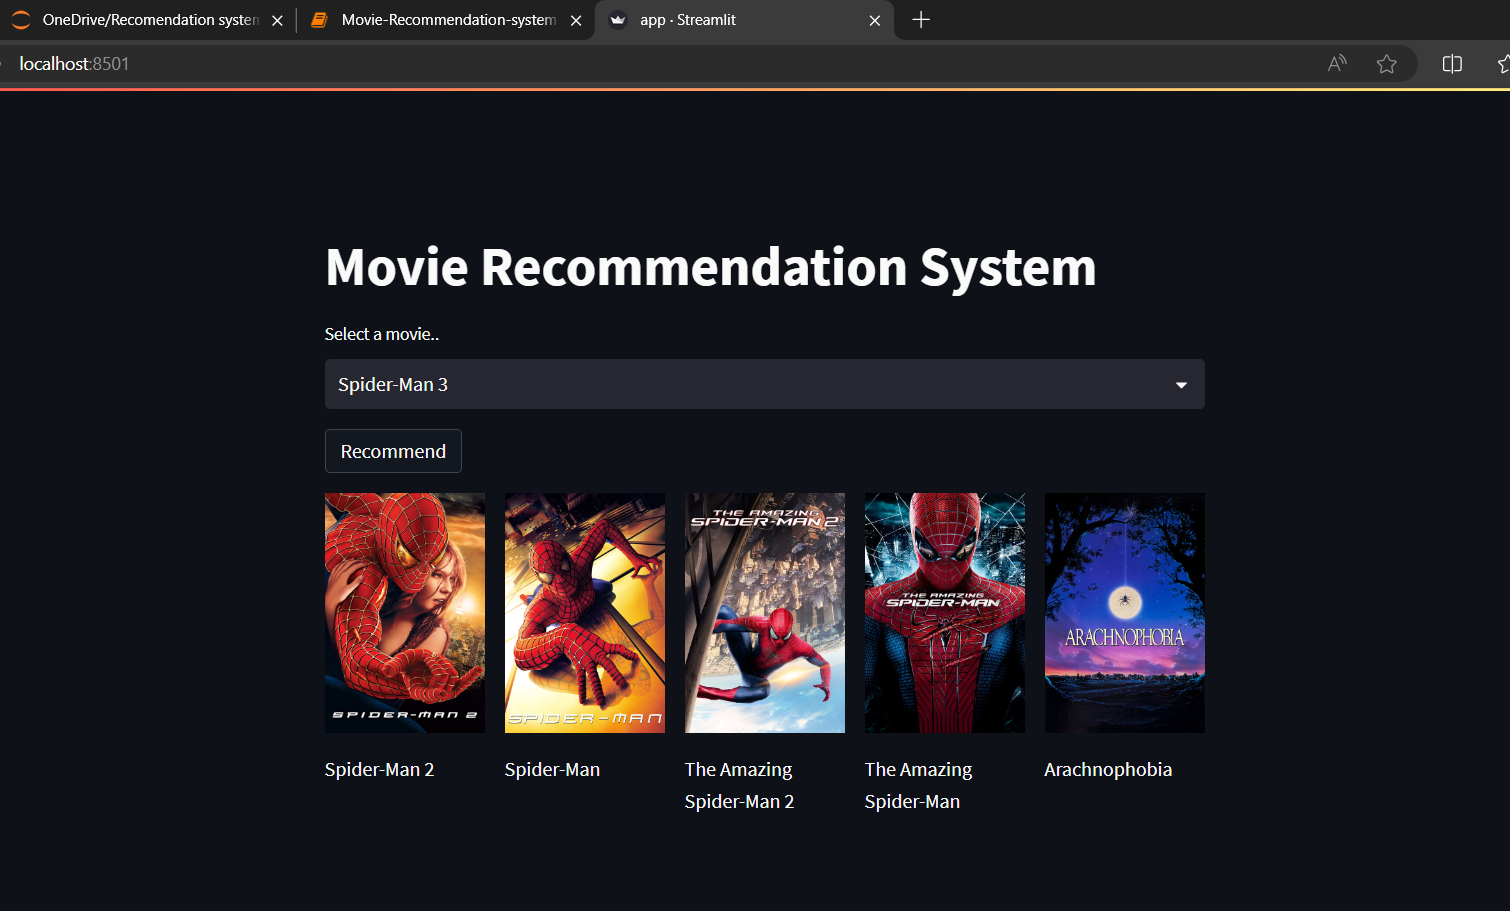 OneDrive/Recomendation system
Movie-Recommendation-system
app · Streamlit
localhost:8501
Movie Recommendation System
Select a movie..
Spider-Man 3
Recommend
SPIDER-MAN 2
SPIDER-MAN
THE AMAZING
SPIDER-MAN 2
THE AMAZING
SPIDER-MAN
ARACHNOPHOBIA
Spider-Man 2
Spider-Man
The Amazing
Spider-Man 2
The Amazing
Spider-Man
Arachnophobia